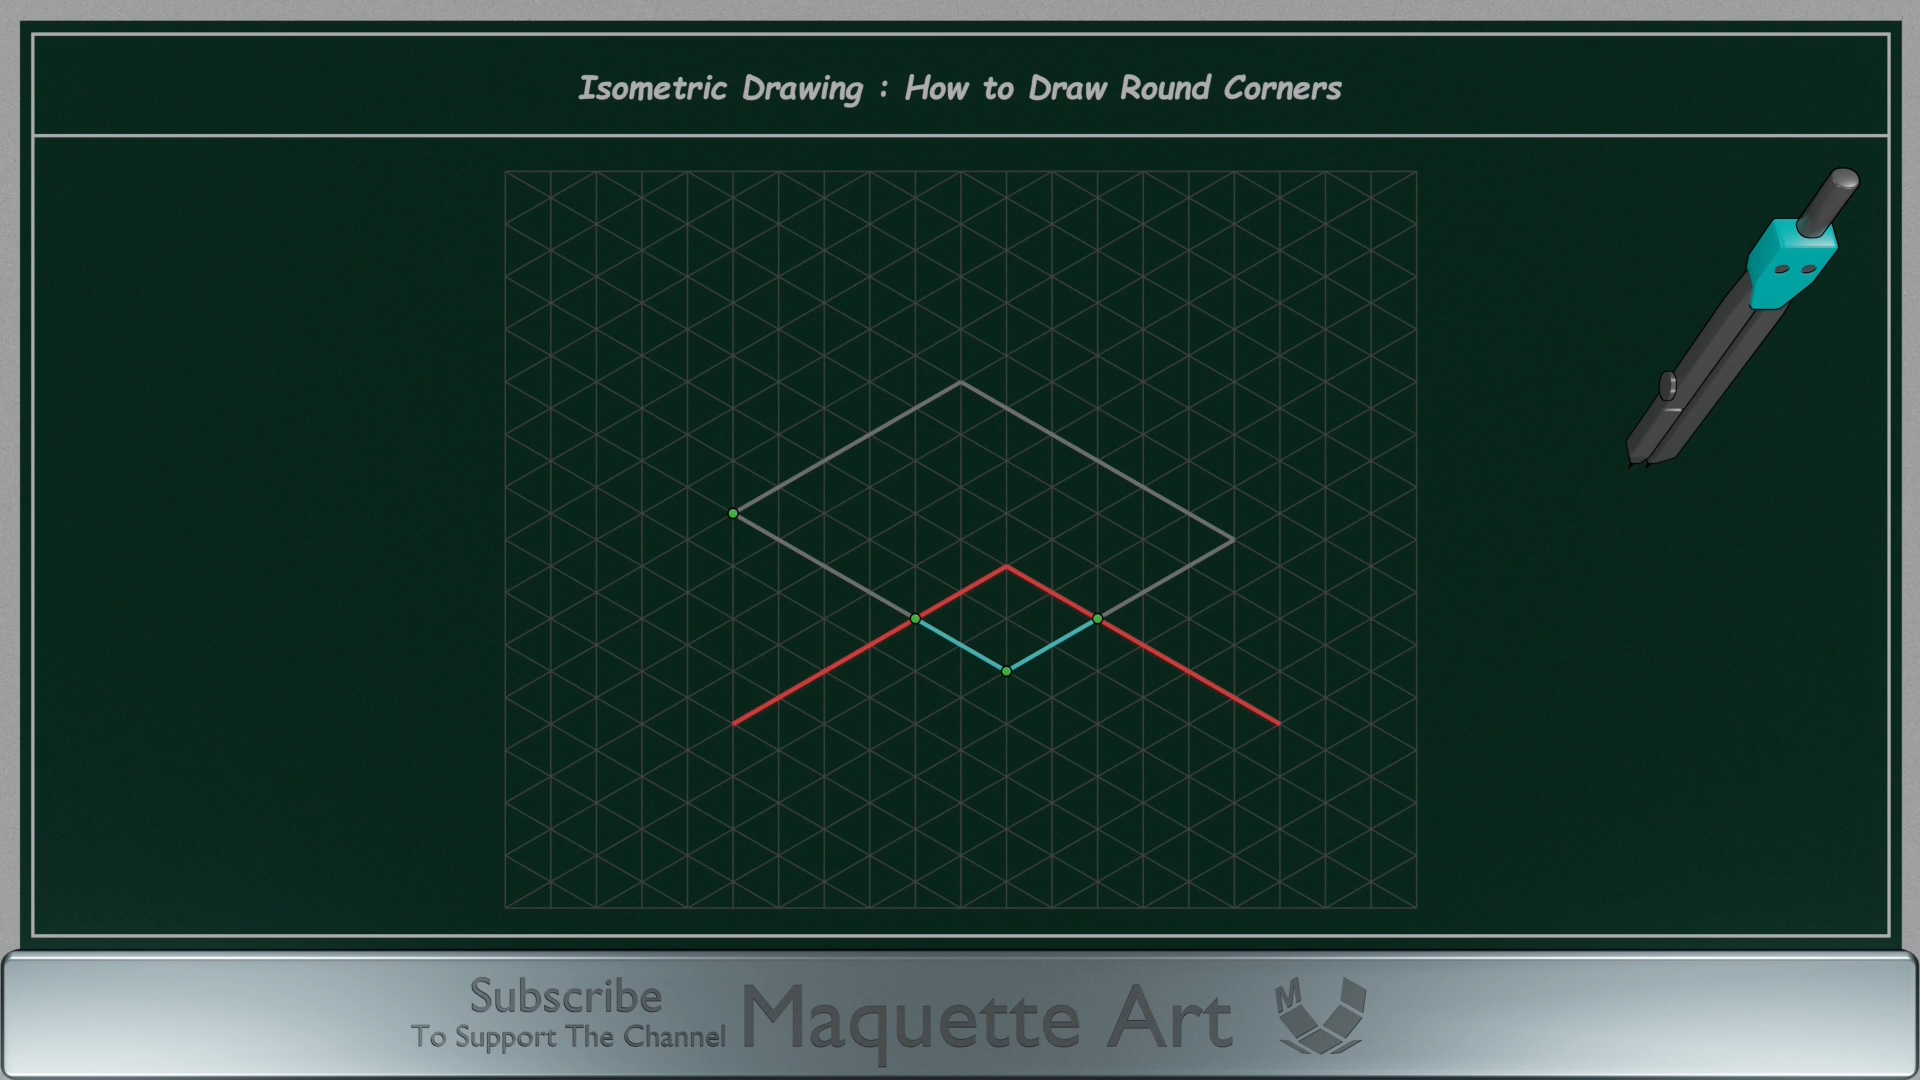 Isometric Drawing : How to Draw Round Corners
Subscribe
To Support The Channel
Maquette Art
M